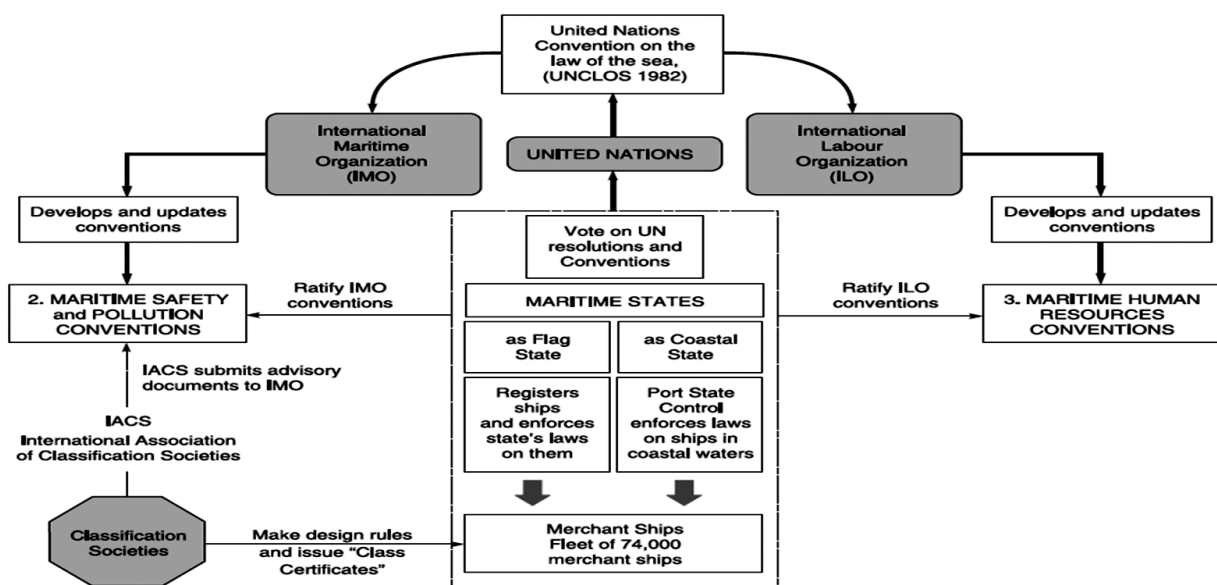 United Nations
Convention on the
law of the sea,
(UNCLOS 1982)
International
Maritime
Organization
(IMO)
UNITED NATIONS
International
Labour
Organization
(ILO)
Develops and updates
conventions
Vote on UN
resolutions and
Conventions
Develops and updates
conventions
2. MARITIME SAFETY
and POLLUTION
CONVENTIONS
Ratify IMO
conventions
MARITIME STATES
Ratify ILO
conventions
3. MARITIME HUMAN
RESOURCES
CONVENTIONS
as Flag
State
as Coastal
State
IACS submits advisory
documents to IMO
Registers
ships
and enforces
state's laws
on them
Port State
Control
enforces laws
on ships in
coastal waters
IACS
International Association
of Classification Societies
Classification
Societies
Make design rules
and issue “Class
Certificates”
Merchant Ships
Fleet of 74,000
merchant ships